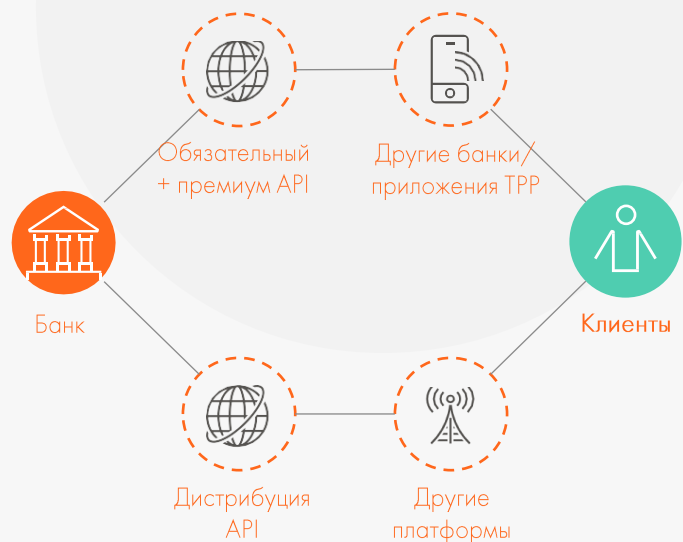 Обязательный
+ премиум API
Другие банки/
приложения TPP
Банк
Клиенты
Дистрибуция
API
Другие
платформы